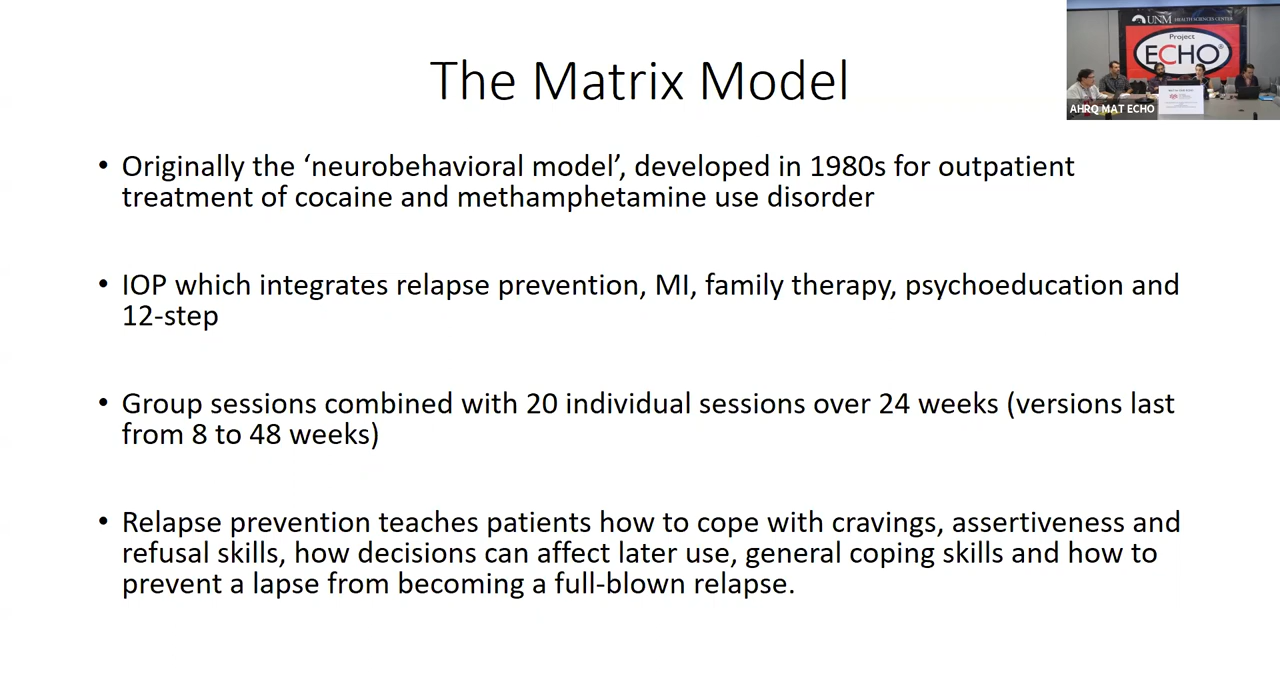 The Matrix Model
UNM HEALTH SCIENCES CENTER
Project
ECHO®
AHRQ MAT ECHO
• Originally the ‘neurobehavioral model’, developed in 1980s for outpatient
treatment of cocaine and methamphetamine use disorder
• IOP which integrates relapse prevention, MI, family therapy, psychoeducation and
12-step
• Group sessions combined with 20 individual sessions over 24 weeks (versions last
from 8 to 48 weeks)
• Relapse prevention teaches patients how to cope with cravings, assertiveness and
refusal skills, how decisions can affect later use, general coping skills and how to
prevent a lapse from becoming a full-blown relapse.